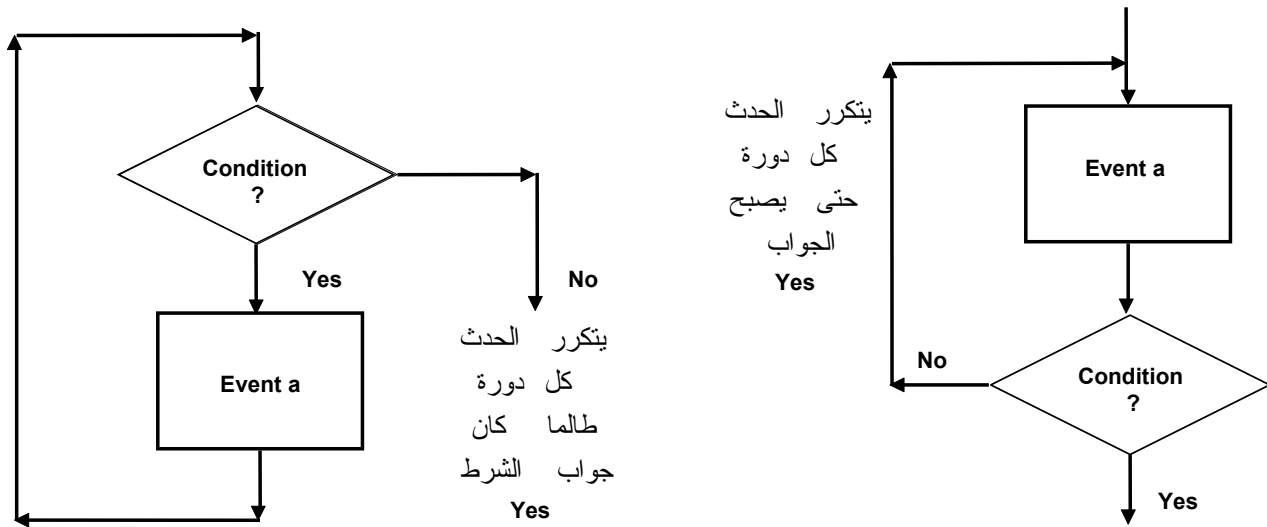 Condition
?
Yes
No
Event a
يتكرر الحدث
كل دورة
طالما كان
جواب الشرط
Yes
يتكرر الحدث
كل دورة
حتى يصبح
الجواب
Yes
Event a
No
Condition
?
Yes